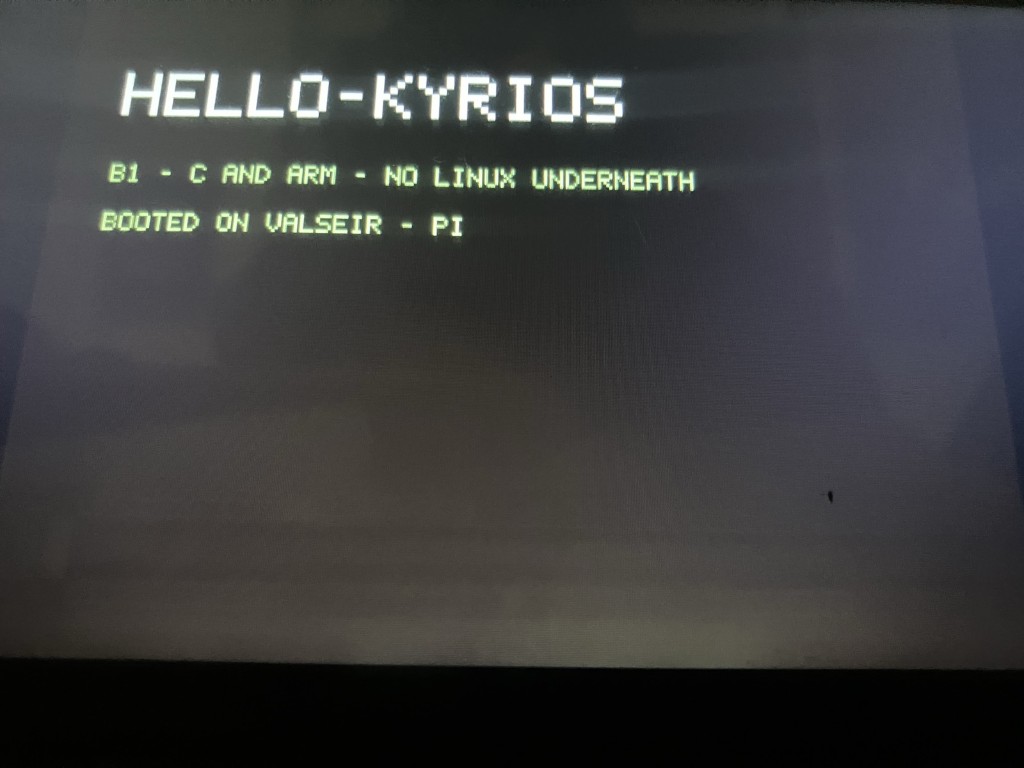 HELLO-KYRIOS
B1 - C AND ARM - NO LINUX UNDERNEATH
BOOTED ON VALSEIR - PI